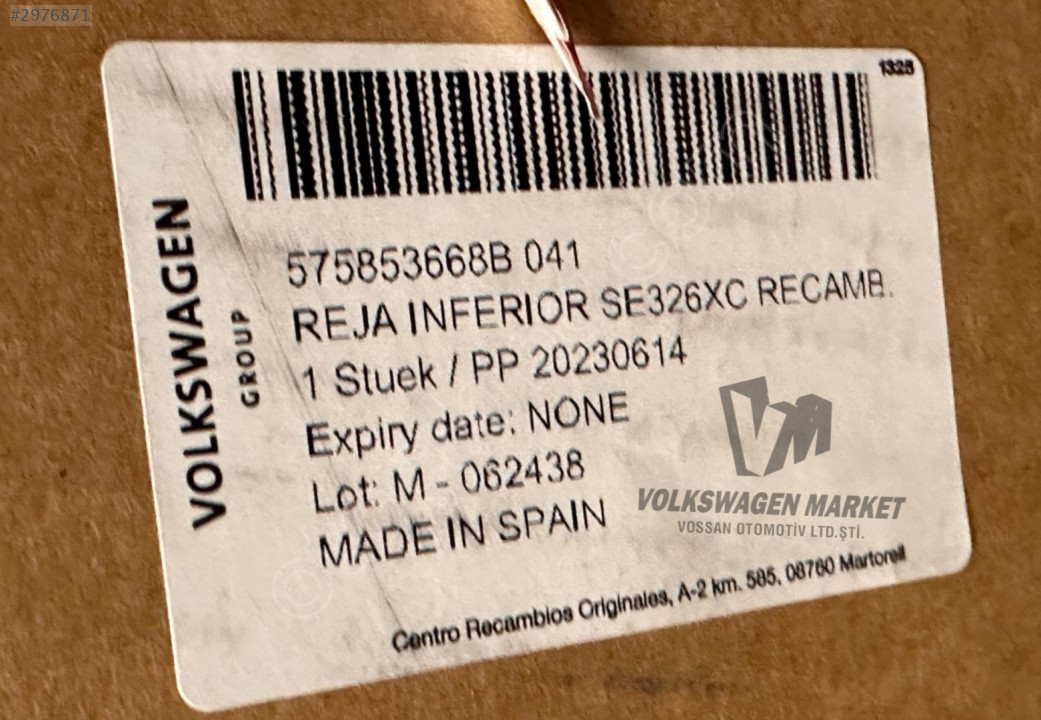 #2976871
1325
VOLKSWAGEN
GROUP
575853668B 041
REJA INFERIOR SE326XC RECAMB.
1 Stuek / PP 20230614
Expiry date: NONE
Lot: M - 062438
MADE IN SPAIN
VM
VOLKSWAGEN MARKET
VOSSAN OTOMOTİV LTD.ŞTİ.
Centro Recambios Originales, A-2 km. 585, 08760 Martorell